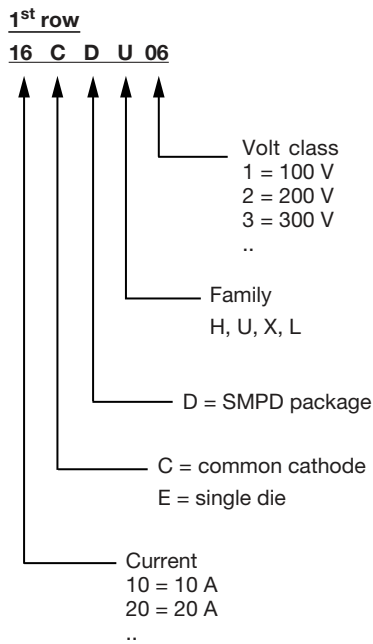 1st row
16 C D U 06
Volt class
1 = 100 V
2 = 200 V
3 = 300 V
..
Family
H, U, X, L
D = SMPD package
C = common cathode
E = single die
Current
10 = 10 A
20 = 20 A
..